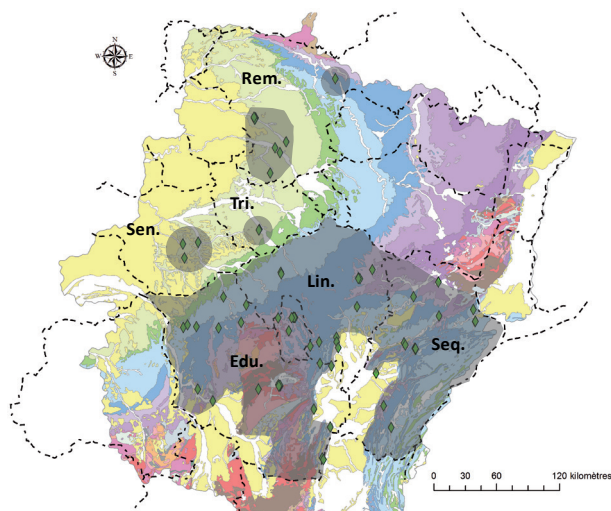 N
W E
S
Rem.
Tri.
Sen.
Lin.
Edu.
Seq.
0 30 60 120 kilomètres